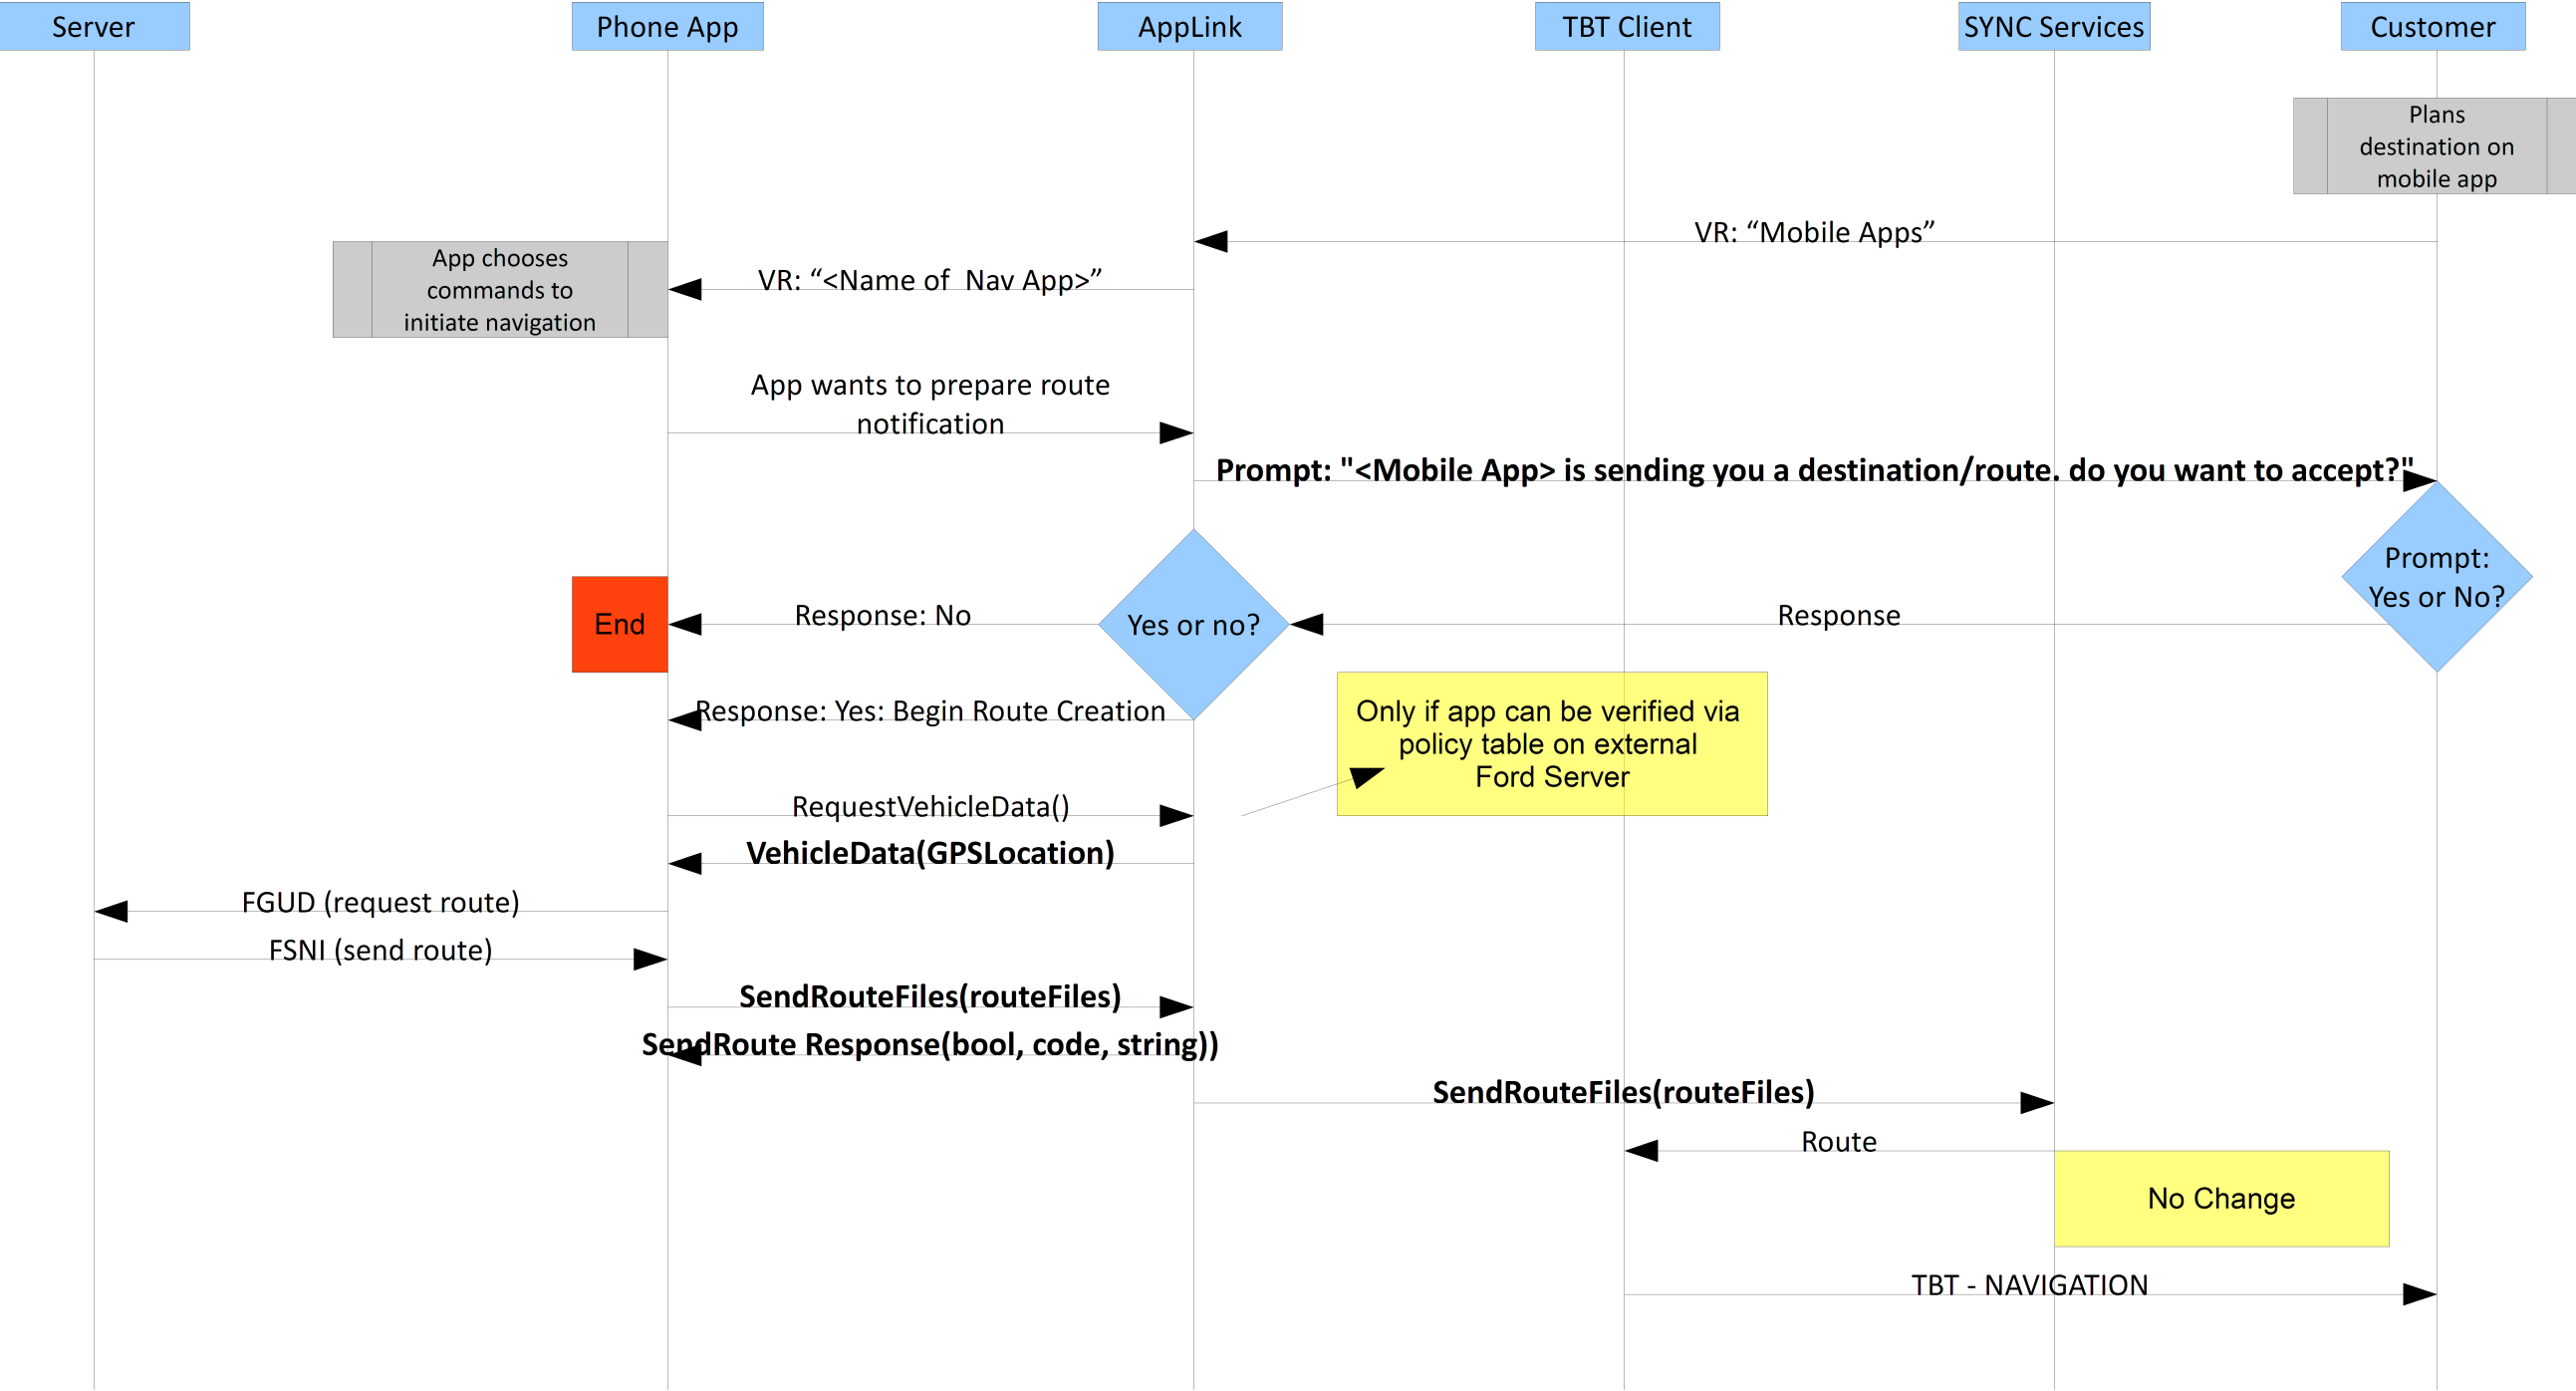 Server
Phone App
AppLink
TBT Client
SYNC Services
Customer
Plans
destination on
mobile app
VR: “Mobile Apps”
App chooses
commands to
initiate navigation
VR: “<Name of  Nav App>”
App wants to prepare route
notification
Prompt: "<Mobile App> is sending you a destination/route. do you want to accept?"
Prompt:
Yes or No?
End
Response: No
Yes or no?
Response
Response: Yes: Begin Route Creation
Only if app can be verified via
policy table on external
Ford Server
RequestVehicleData()
VehicleData(GPSLocation)
FGUD (request route)
FSNI (send route)
SendRouteFiles(routeFiles)
SendRoute Response(bool, code, string))
SendRouteFiles(routeFiles)
Route
No Change
TBT - NAVIGATION